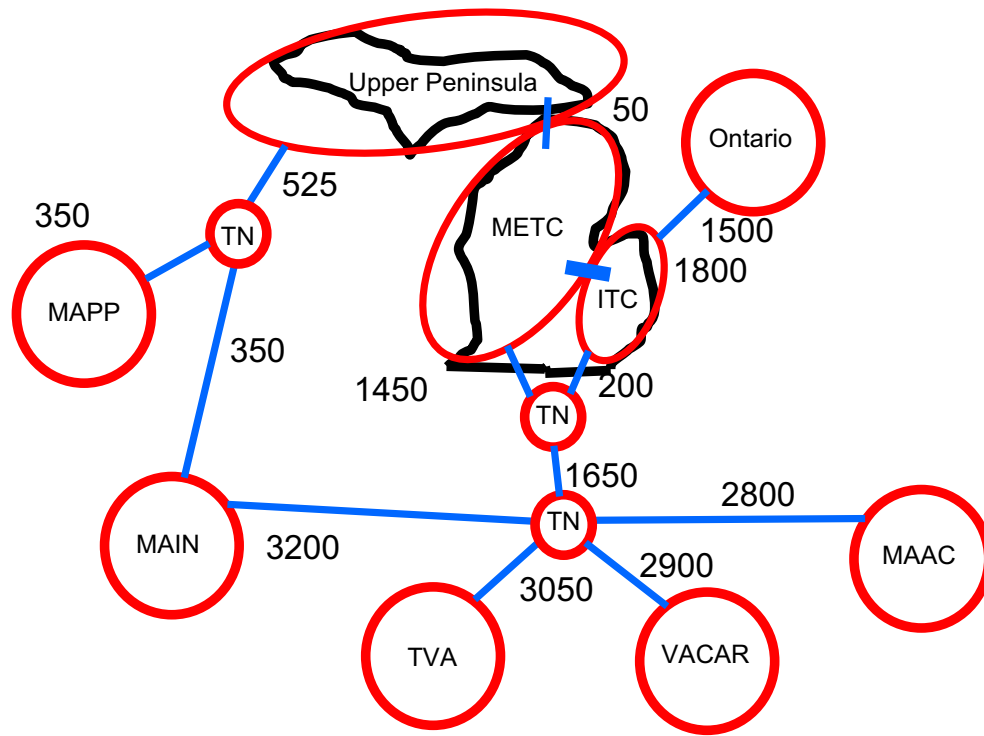 Upper Peninsula
50
Ontario
525
350
TN
METC
1500
1800
ITC
MAPP
350
1450
200
TN
1650
2800
TN
MAIN
3200
3050
2900
MAAC
TVA
VACAR